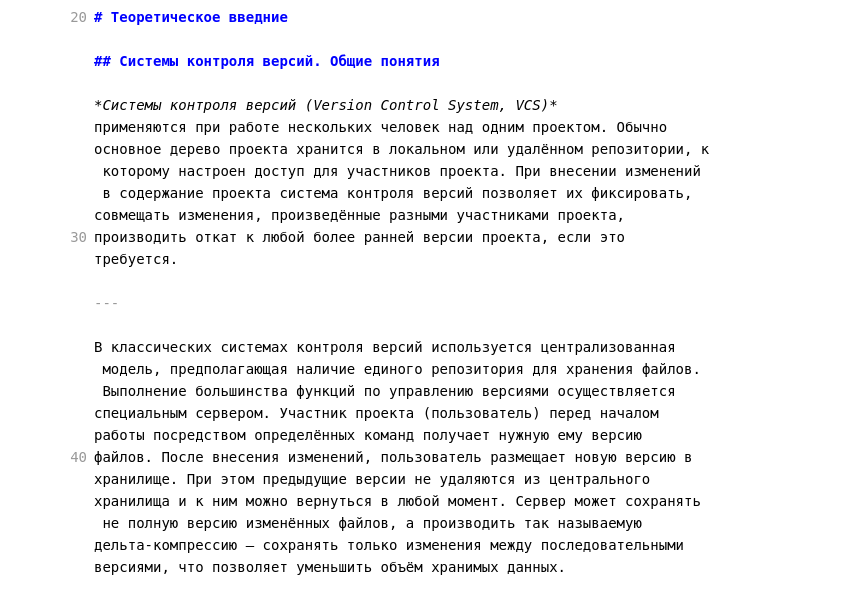 20 # Теоретическое введние
## Системы контроля версий. Общие понятия
*Системы контроля версий (Version Control System, VCS)*
применяются при работе нескольких человек над одним проектом. Обычно
основное дерево проекта хранится в локальном или удалённом репозитории, к
которому настроен доступ для участников проекта. При внесении изменений
в содержание проекта система контроля версий позволяет их фиксировать,
совмещать изменения, произведённые разными участниками проекта,
30 производить откат к любой более ранней версии проекта, если это
требуется.
---
В классических системах контроля версий используется централизованная
модель, предполагающая наличие единого репозитория для хранения файлов.
Выполнение большинства функций по управлению версиями осуществляется
специальным сервером. Участник проекта (пользователь) перед началом
работы посредством определённых команд получает нужную ему версию
40 файлов. После внесения изменений, пользователь размещает новую версию в
хранилище. При этом предыдущие версии не удаляются из центрального
хранилища и к ним можно вернуться в любой момент. Сервер может сохранять
не полную версию изменённых файлов, а производить так называемую
дельта-компрессию — сохранять только изменения между последовательными
версиями, что позволяет уменьшить объём хранимых данных.